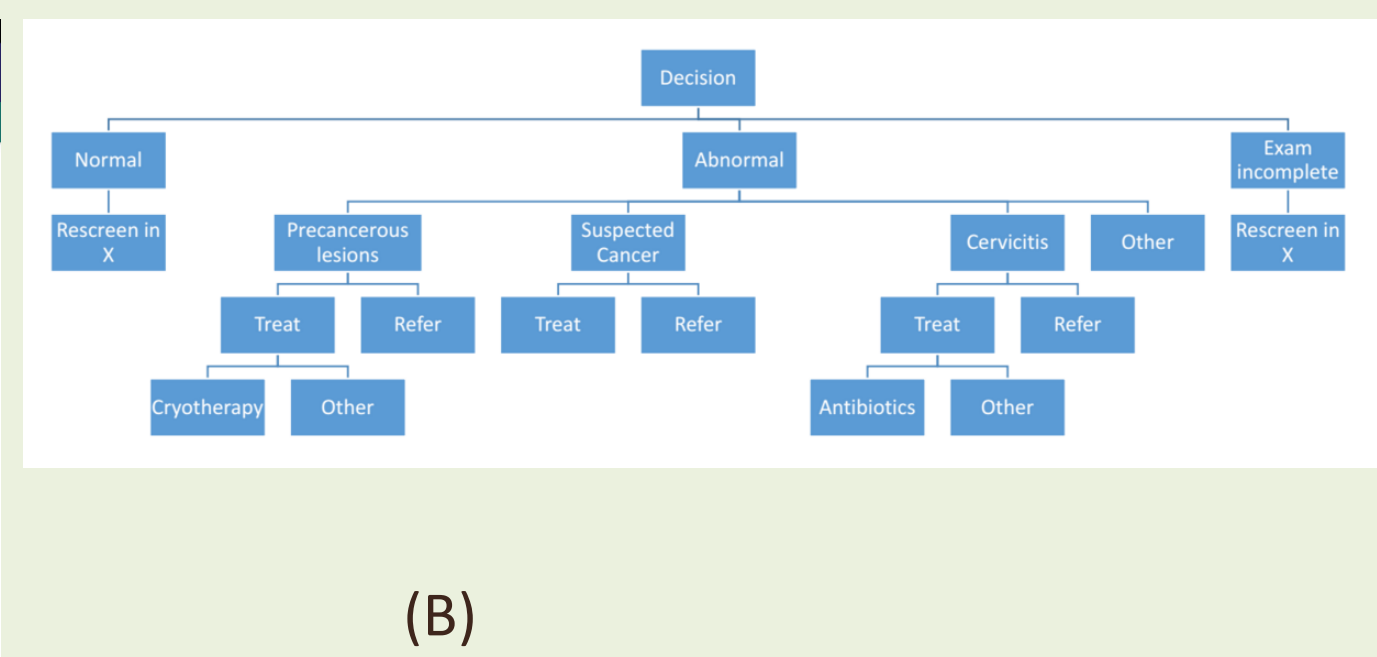 Decision
Normal
Abnormal
Exam
incomplete
Rescreen in
X
Precancerous
lesions
Suspected
Cancer
Cervicitis
Other
Rescreen in
X
Treat
Refer
Treat
Refer
Treat
Refer
Cryotherapy
Other
Antibiotics
Other
(B)